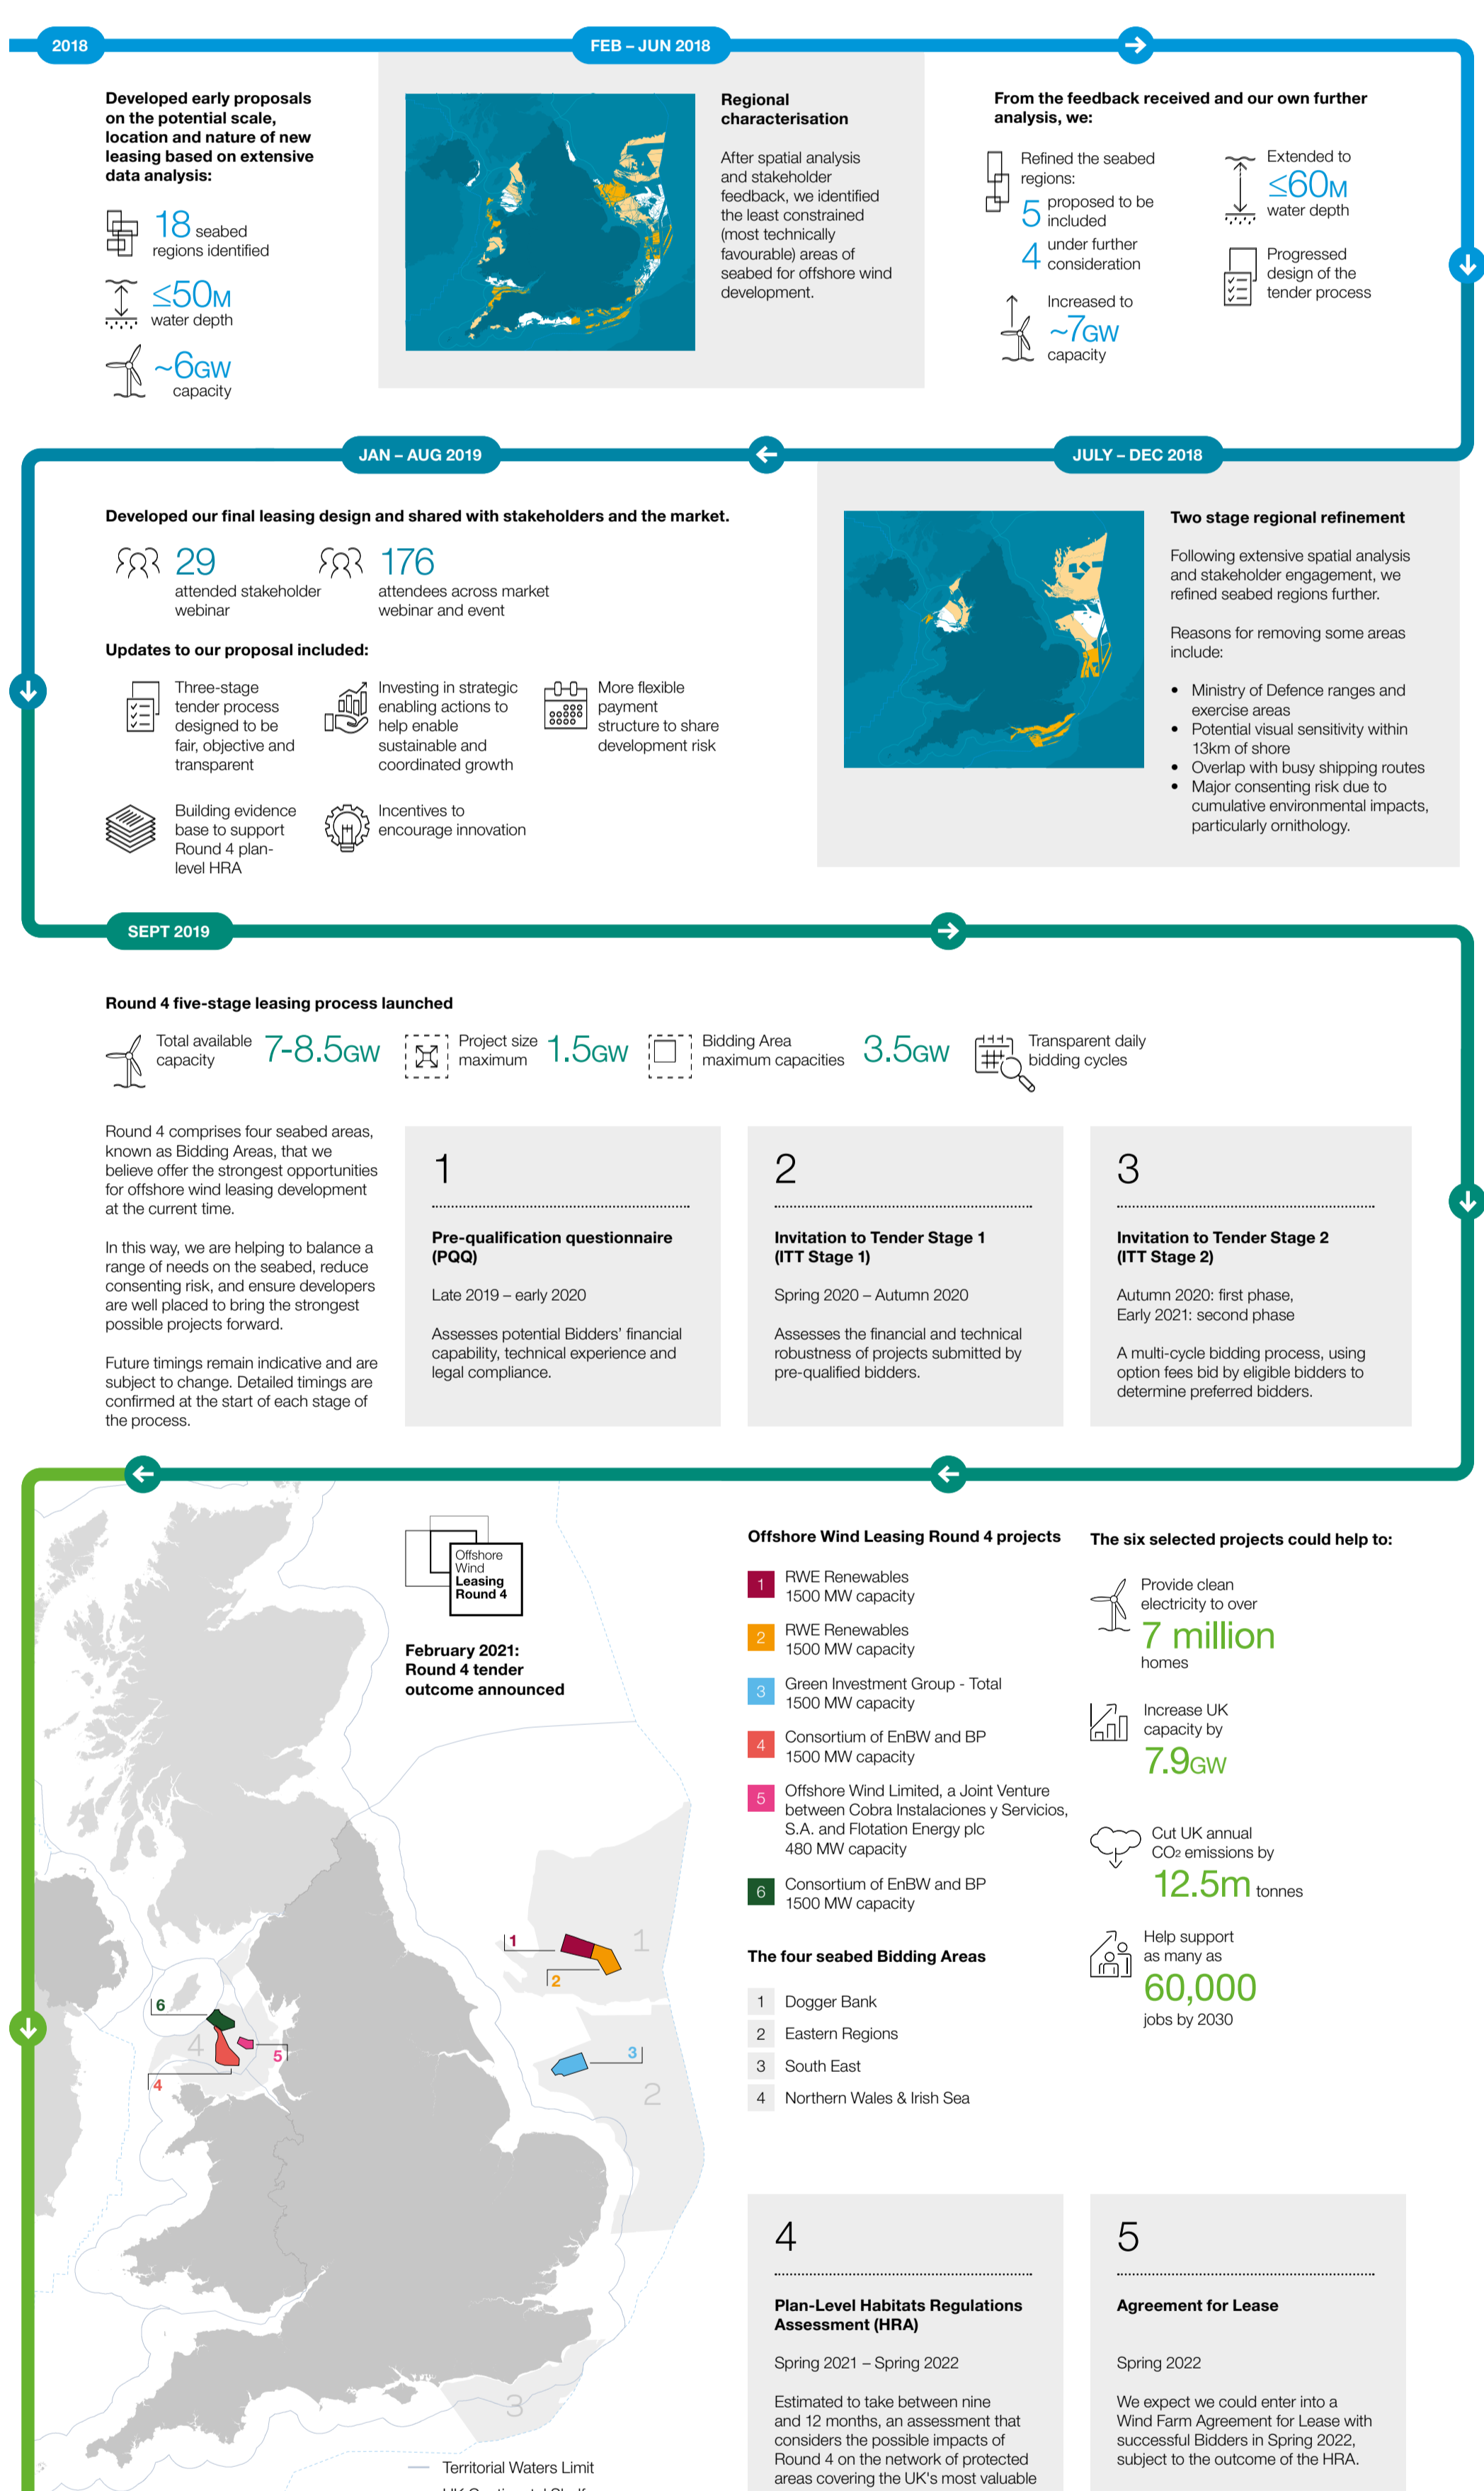 2018
FEB – JUN 2018
Developed early proposals
on the potential scale,
location and nature of new
leasing based on extensive
data analysis:
18 seabed
regions identified
≤50M
water depth
~6GW
capacity
Regional
characterisation
After spatial analysis
and stakeholder
feedback, we identified
the least constrained
(most technically
favourable) areas of
seabed for offshore wind
development.
From the feedback received and our own further
analysis, we:
Refined the seabed
regions:
5 proposed to be
included
4 under further
consideration
Increased to
~7GW
capacity
Extended to
≤60M
water depth
Progressed
design of the
tender process
JULY – DEC 2018
Two stage regional refinement
Following extensive spatial analysis
and stakeholder engagement, we
refined seabed regions further.
Reasons for removing some areas
include:
• Ministry of Defence ranges and
exercise areas
• Potential visual sensitivity within
13km of shore
• Overlap with busy shipping routes
• Major consenting risk due to
cumulative environmental impacts,
particularly ornithology.
JAN – AUG 2019
Developed our final leasing design and shared with stakeholders and the market.
29
attended stakeholder
webinar
176
attendees across market
webinar and event
Updates to our proposal included:
Three-stage
tender process
designed to be
fair, objective and
transparent
Investing in strategic
enabling actions to
help enable
sustainable and
coordinated growth
More flexible
payment
structure to share
development risk
Building evidence
base to support
Round 4 plan-
level HRA
Incentives to
encourage innovation
SEPT 2019
Round 4 five-stage leasing process launched
Total available
capacity
7-8.5GW
Project size
maximum
1.5GW
Bidding Area
maximum capacities
3.5GW
Transparent daily
bidding cycles
Round 4 comprises four seabed areas,
known as Bidding Areas, that we
believe offer the strongest opportunities
for offshore wind leasing development
at the current time.
In this way, we are helping to balance a
range of needs on the seabed, reduce
consenting risk, and ensure developers
are well placed to bring the strongest
possible projects forward.
Future timings remain indicative and are
subject to change. Detailed timings are
confirmed at the start of each stage of
the process.
1
Pre-qualification questionnaire
(PQQ)
Late 2019 – early 2020
Assesses potential Bidders' financial
capability, technical experience and
legal compliance.
2
Invitation to Tender Stage 1
(ITT Stage 1)
Spring 2020 – Autumn 2020
Assesses the financial and technical
robustness of projects submitted by
pre-qualified bidders.
3
Invitation to Tender Stage 2
(ITT Stage 2)
Autumn 2020: first phase,
Early 2021: second phase
A multi-cycle bidding process, using
option fees bid by eligible bidders to
determine preferred bidders.
Offshore
Wind
Leasing
Round 4
February 2021:
Round 4 tender
outcome announced
1
1
2
6
4
5
3
4
2
3
Territorial Waters Limit
Offshore Wind Leasing Round 4 projects
1 RWE Renewables
1500 MW capacity
2 RWE Renewables
1500 MW capacity
3 Green Investment Group - Total
1500 MW capacity
4 Consortium of EnBW and BP
1500 MW capacity
5 Offshore Wind Limited, a Joint Venture
between Cobra Instalaciones y Servicios,
S.A. and Flotation Energy plc
480 MW capacity
6 Consortium of EnBW and BP
1500 MW capacity
The four seabed Bidding Areas
1 Dogger Bank
2 Eastern Regions
3 South East
4 Northern Wales & Irish Sea
The six selected projects could help to:
Provide clean
electricity to over
7 million
homes
Increase UK
capacity by
7.9GW
Cut UK annual
CO2 emissions by
12.5m tonnes
Help support
as many as
60,000
jobs by 2030
4
Plan-Level Habitats Regulations
Assessment (HRA)
Spring 2021 – Spring 2022
Estimated to take between nine
and 12 months, an assessment that
considers the possible impacts of
Round 4 on the network of protected
areas covering the UK's most valuable
5
Agreement for Lease
Spring 2022
We expect we could enter into a
Wind Farm Agreement for Lease with
successful Bidders in Spring 2022,
subject to the outcome of the HRA.